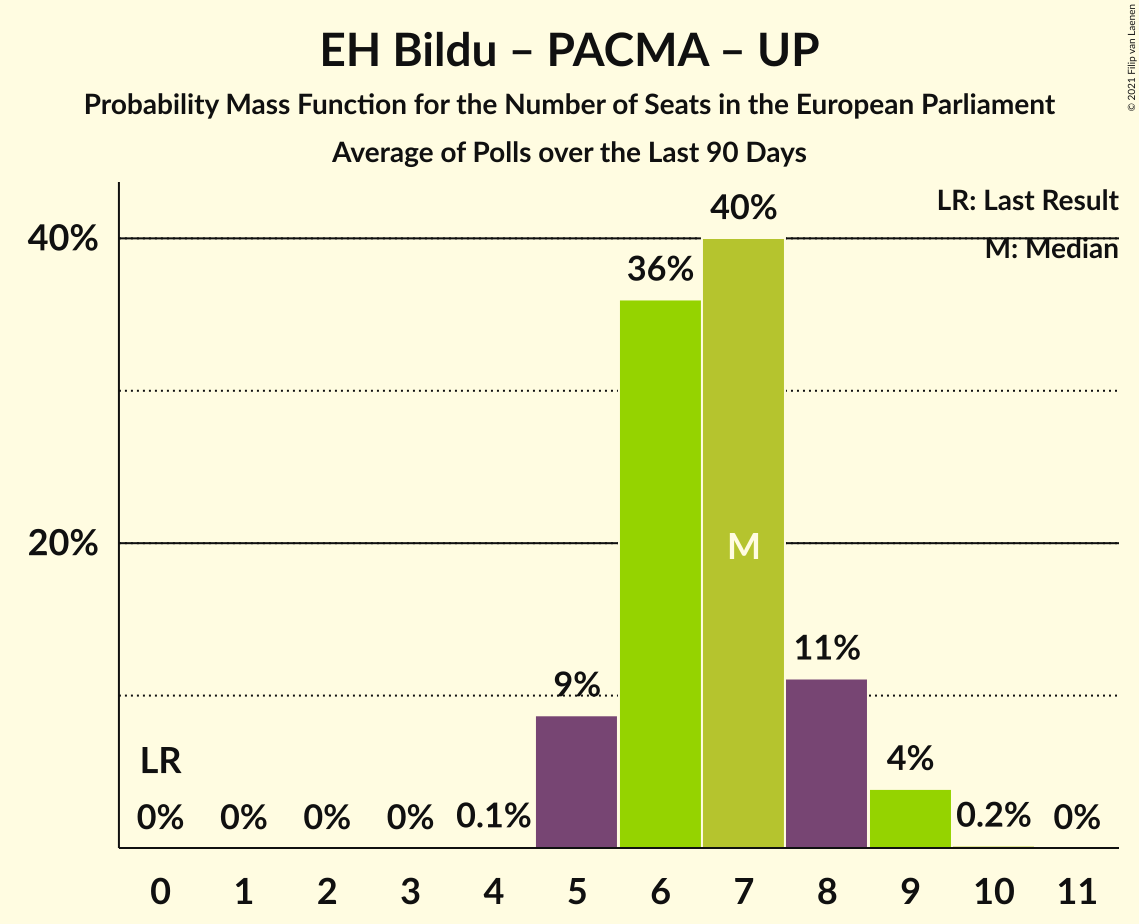 EH Bildu – PACMA – UP
Probability Mass Function for the Number of Seats in the European Parliament
Average of Polls over the Last 90 Days
© 2021 Filip van Laenen
LR: Last Result
M: Median
40%
20%
LR
0%
0%
0%
0%
0.1%
9%
36%
40%
M
11%
4%
0.2%
0%
0 1 2 3 4 5 6 7 8 9 10 11